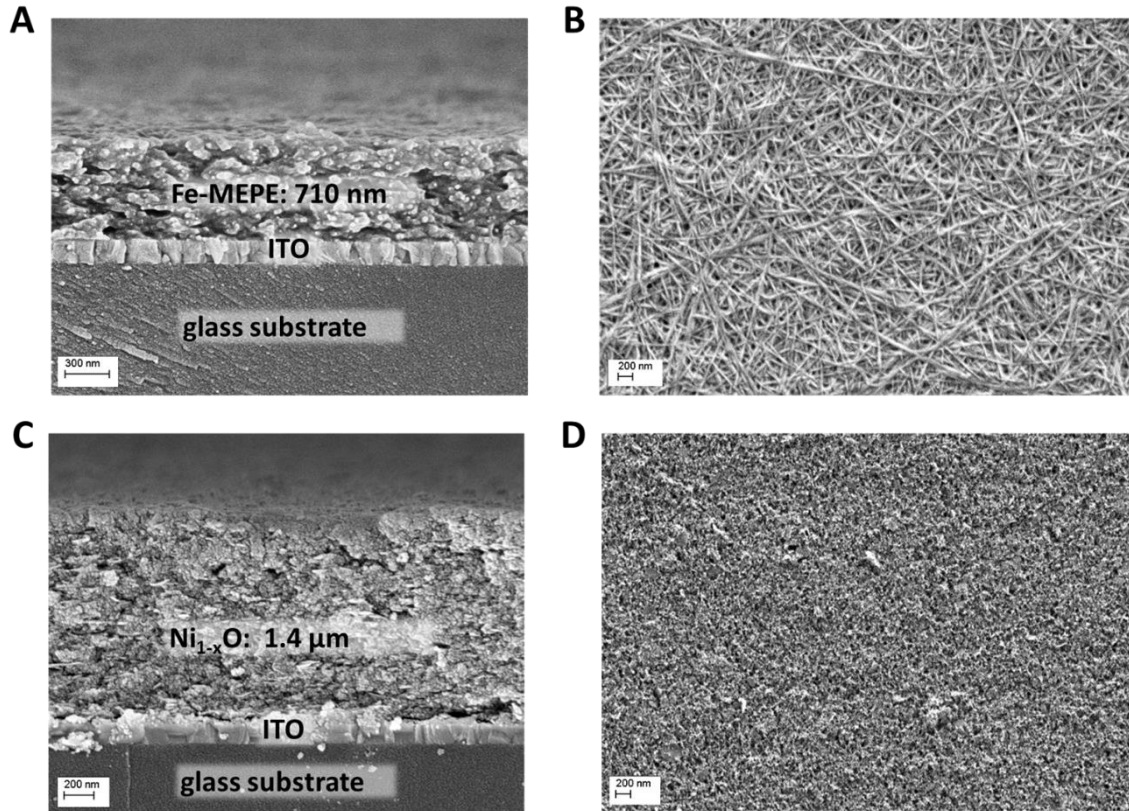 A
B
Fe-MEPE: 710 nm
ITO
glass substrate
300 nm
200 nm
C
D
Ni1-xO: 1.4 µm
ITO
glass substrate
200 nm
200 nm